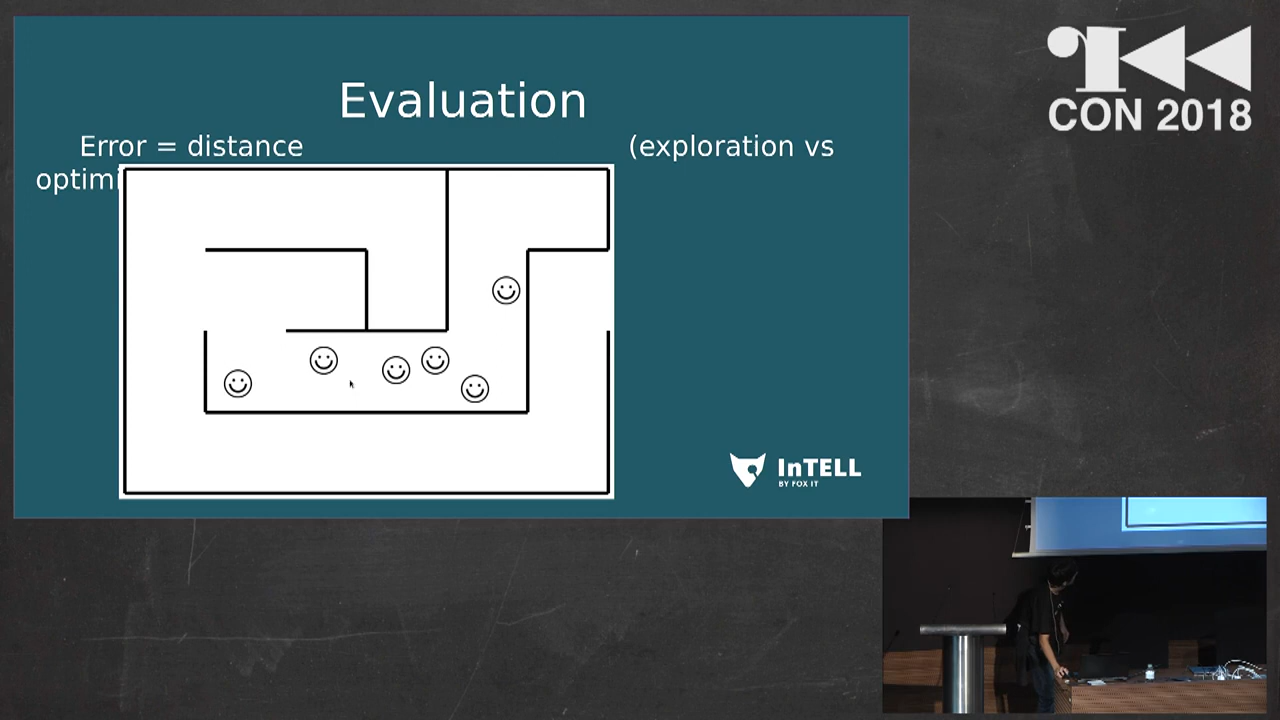 Evaluation
Error = distance (exploration vs
optimi
InTELL
BY FOX IT
CON 2018